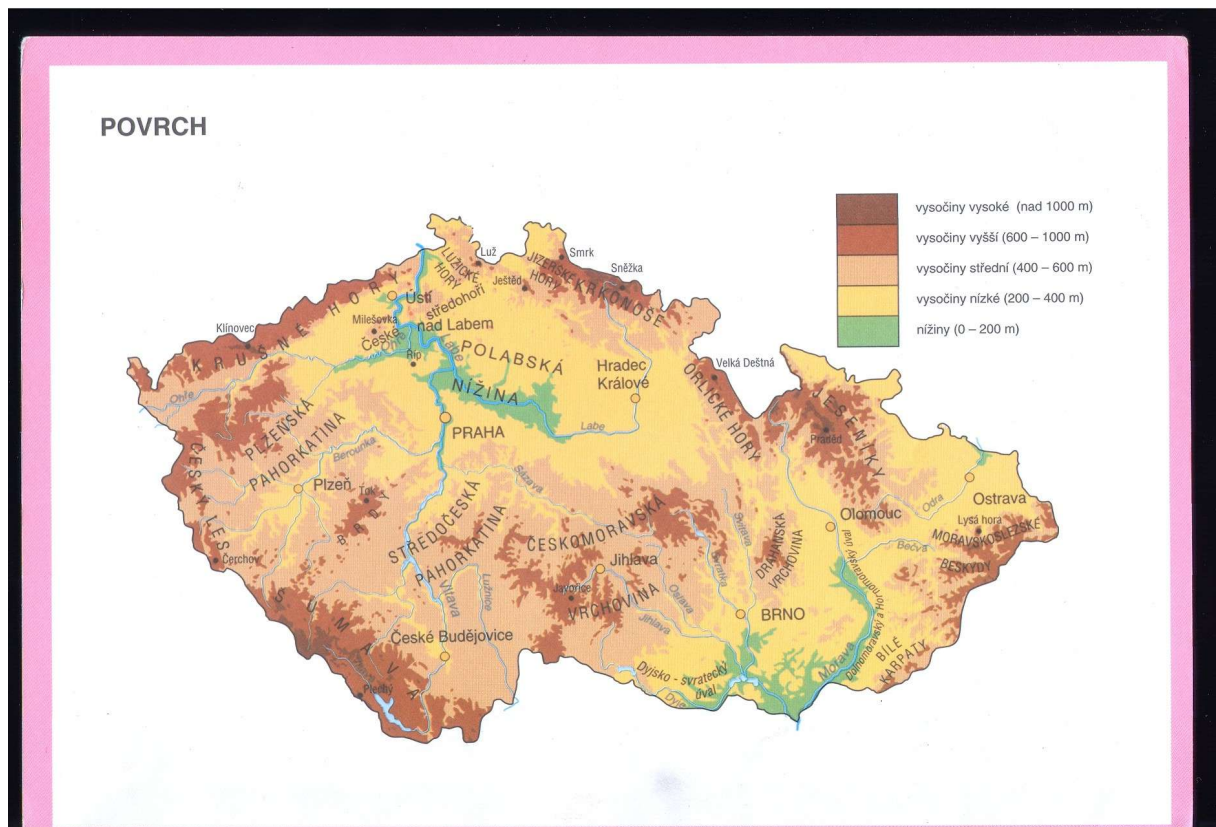 POVRCH
vysočiny vysoké (nad 1000 m)
vysočiny vyšší (600 – 1000 m)
vysočiny střední (400 – 600 m)
vysočiny nízké (200 – 400 m)
nížiny (0 – 200 m)
Luž
Smrk
Sněžka
Ještěd
LUŽICKÉ
HORY
JIZERSKÉ
HORY
KRKONOŠE
KRUŠNÉ HORY
Klínovec
Milešovka
Ústí
nad Labem
České
středohoří
Ohře
Říp
Labe
POLABSKÁ
NÍŽINA
Hradec
Králové
Velká Deštná
ORLICKÉ HORY
JESENÍKY
Praděd
Ohře
PRAHA
Labe
PLZEŇSKÁ
PAHORKATINA
Berounka
Plzeň
Tok
BRDY
ČESKÝ LES
Čerchov
Sázava
STŘEDOČESKÁ
PAHORKATINA
ČESKOMORAVSKÁ
VRCHOVINA
Jihlava
Javořice
Svitava
Svratka
Oslava
Jihlava
DRAHANSKÁ
VRCHOVINA
Olomouc
Odra
Ostrava
Lysá hora
MORAVSKOSLEZSKÉ
BESKYDY
Bečva
Vltava
Lužnice
ŠUMAVA
České Budějovice
Plechý
BRNO
Dyjsko - svratecký
úval
Dyje
Morava
Dolnomoravský a Hornomoravský úval
BÍLÉ
KARPATY